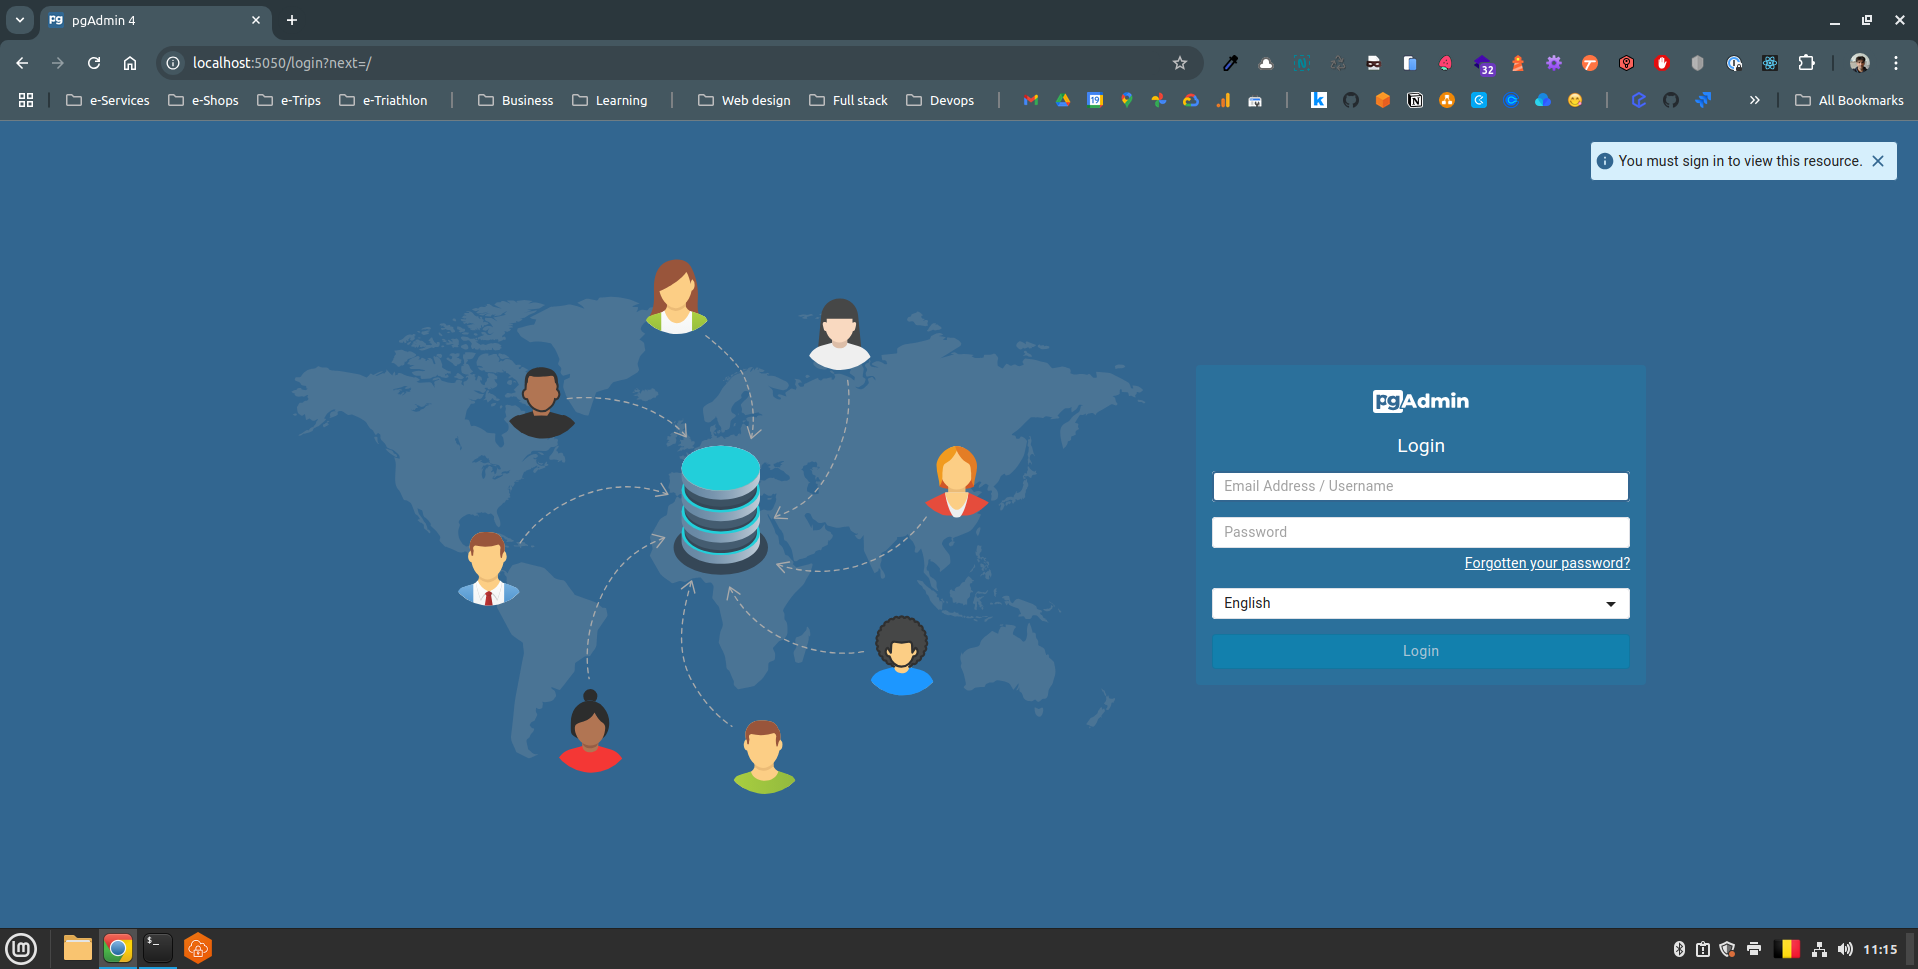 pgAdmin 4
localhost:5050/login?next=/
32
e-Services
e-Shops
e-Trips
e-Triathlon
Business
Learning
Web design
Full stack
Devops
All Bookmarks
You must sign in to view this resource.
pgAdmin
Login
Email Address / Username
Password
Forgotten your password?
English
Login
11:15